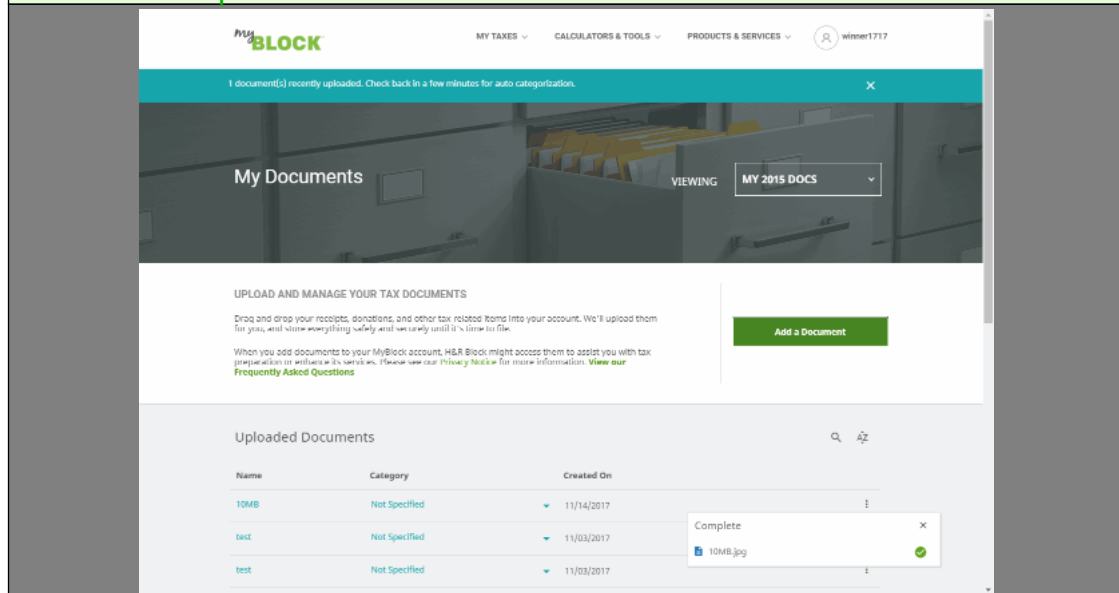 my BLOCK
MY TAXES CALCULATORS & TOOLS PRODUCTS & SERVICES winner1717
1 document(s) recently uploaded. Check back in a few minutes for auto categorization.
My Documents
VIEWING MY 2015 DOCS
UPLOAD AND MANAGE YOUR TAX DOCUMENTS
Drag and drop your receipts, donations, and other tax related items into your account. We'll upload them
for you, and store everything safely and securely until it's time to file.
Add a Document
When you add documents to your MyBlock account, H&R Block might access them to assist you with tax
preparation or enhance its services. Please see our Privacy Notice for more information. View our
Frequently Asked Questions
Uploaded Documents
AZ
Name Category Created On
10MB Not Specified 11/14/2017
test Not Specified 11/03/2017
test Not Specified 11/03/2017
Complete
10MB.jpg